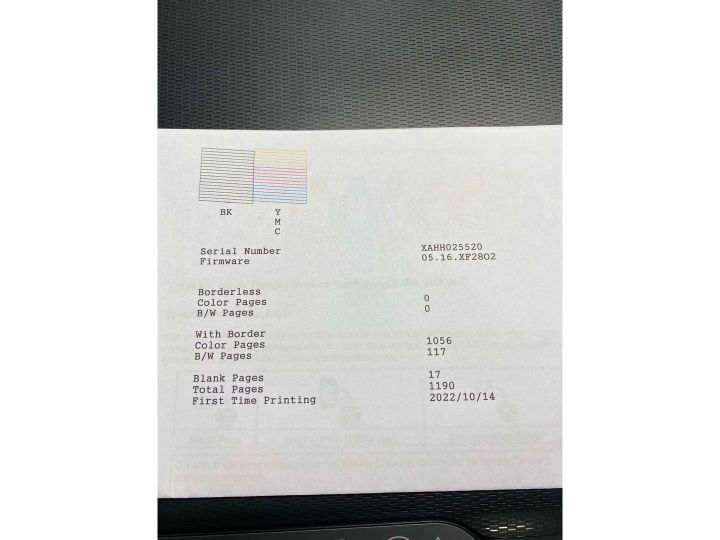 BK Y
M
C
Serial Number XAHH025520
Firmware 05.16.XF28O2
Borderless
Color Pages 0
B/W Pages 0
With Border
Color Pages 1056
B/W Pages 117
Blank Pages 17
Total Pages 1190
First Time Printing 2022/10/14